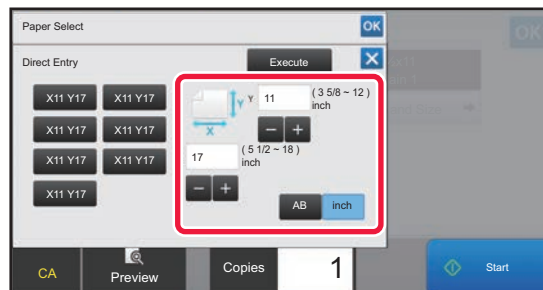 Paper Select
OK
OK
Direct Entry
Execute
X11 Y17 X11 Y17
Y Y 11 ( 3 5/8 ~ 12 )
inch
X11 Y17 X11 Y17
X
- +
X11 Y17 X11 Y17
17 ( 5 1/2 ~ 18 )
inch
X11 Y17
- +
AB inch
CA
Preview
Copies
1
Start